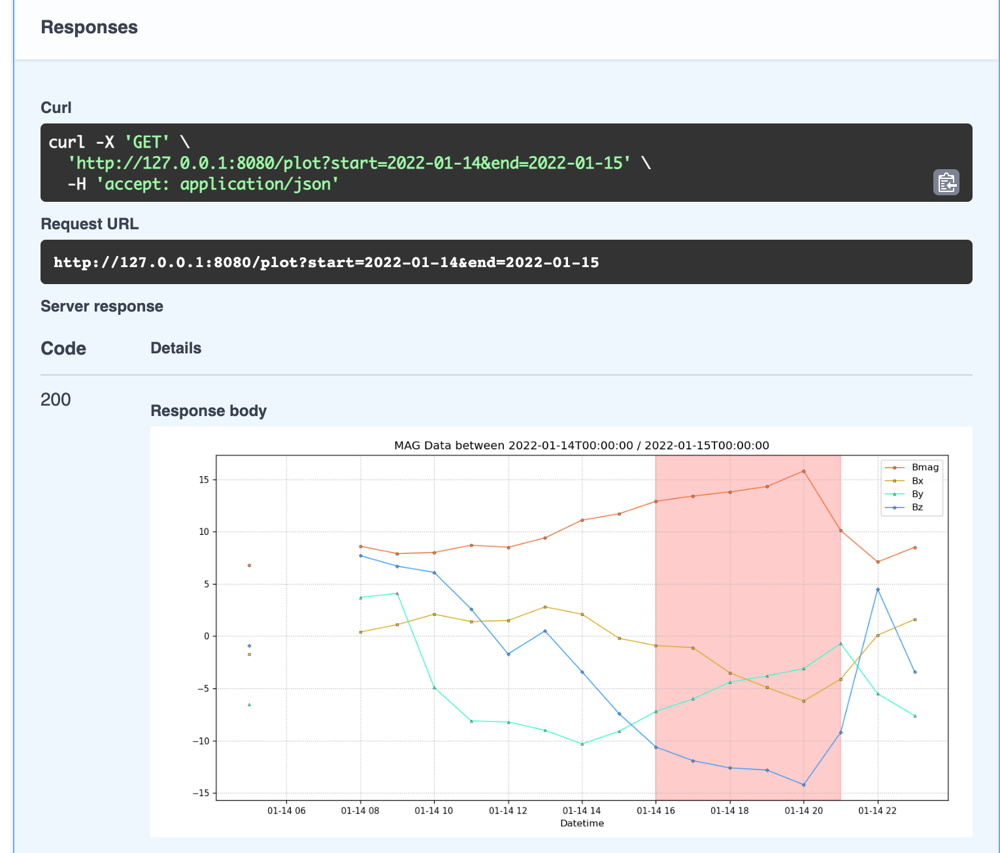 Responses
Curl
curl -X 'GET' \
'http://127.0.0.1:8080/plot?start=2022-01-14&end=2022-01-15' \
-H 'accept: application/json'
Request URL
http://127.0.0.1:8080/plot?start=2022-01-14&end=2022-01-15
Server response
Code Details
200
Response body
MAG Data between 2022-01-14T00:00:00 / 2022-01-15T00:00:00
Bmag
Bx
By
Bz
15
10
5
0
−5
−10
−15
01-14 06 01-14 08 01-14 10 01-14 12 01-14 14 01-14 16 01-14 18 01-14 20 01-14 22
Datetime